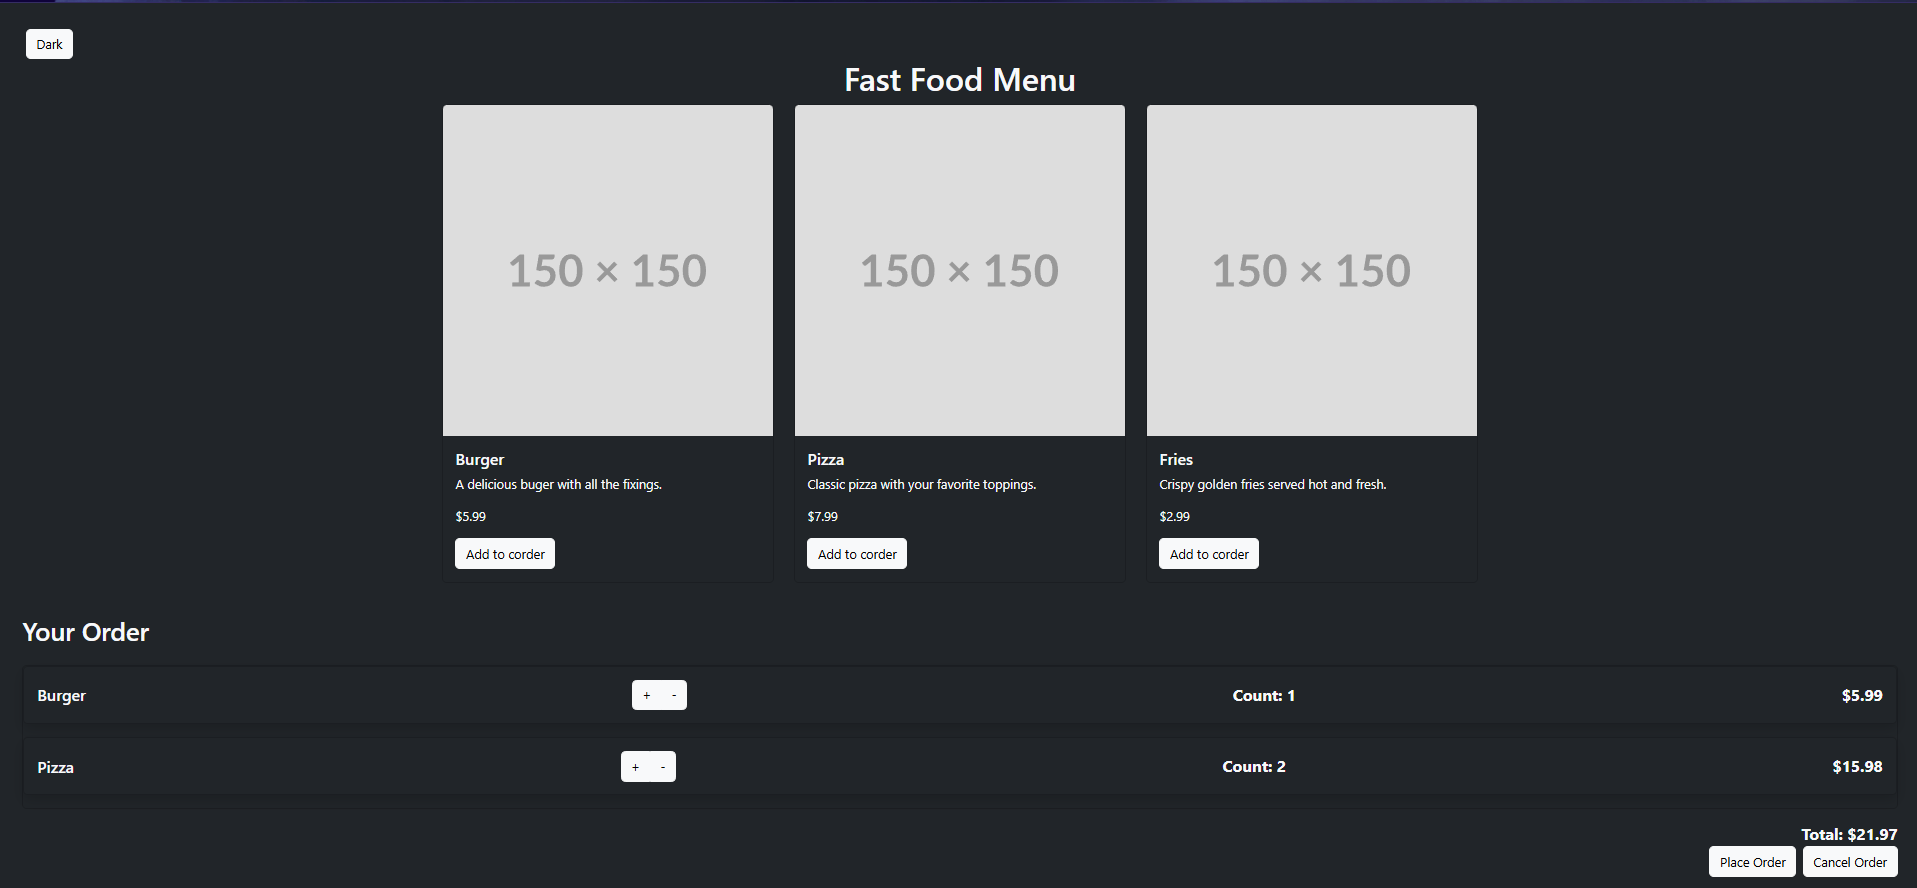 Dark
Fast Food Menu
150 × 150
150 × 150
150 × 150
Burger
A delicious buger with all the fixings.
$5.99
Add to corder
Pizza
Classic pizza with your favorite toppings.
$7.99
Add to corder
Fries
Crispy golden fries served hot and fresh.
$2.99
Add to corder
Your Order
Burger + - Count: 1 $5.99
Pizza + - Count: 2 $15.98
Total: $21.97
Place Order Cancel Order